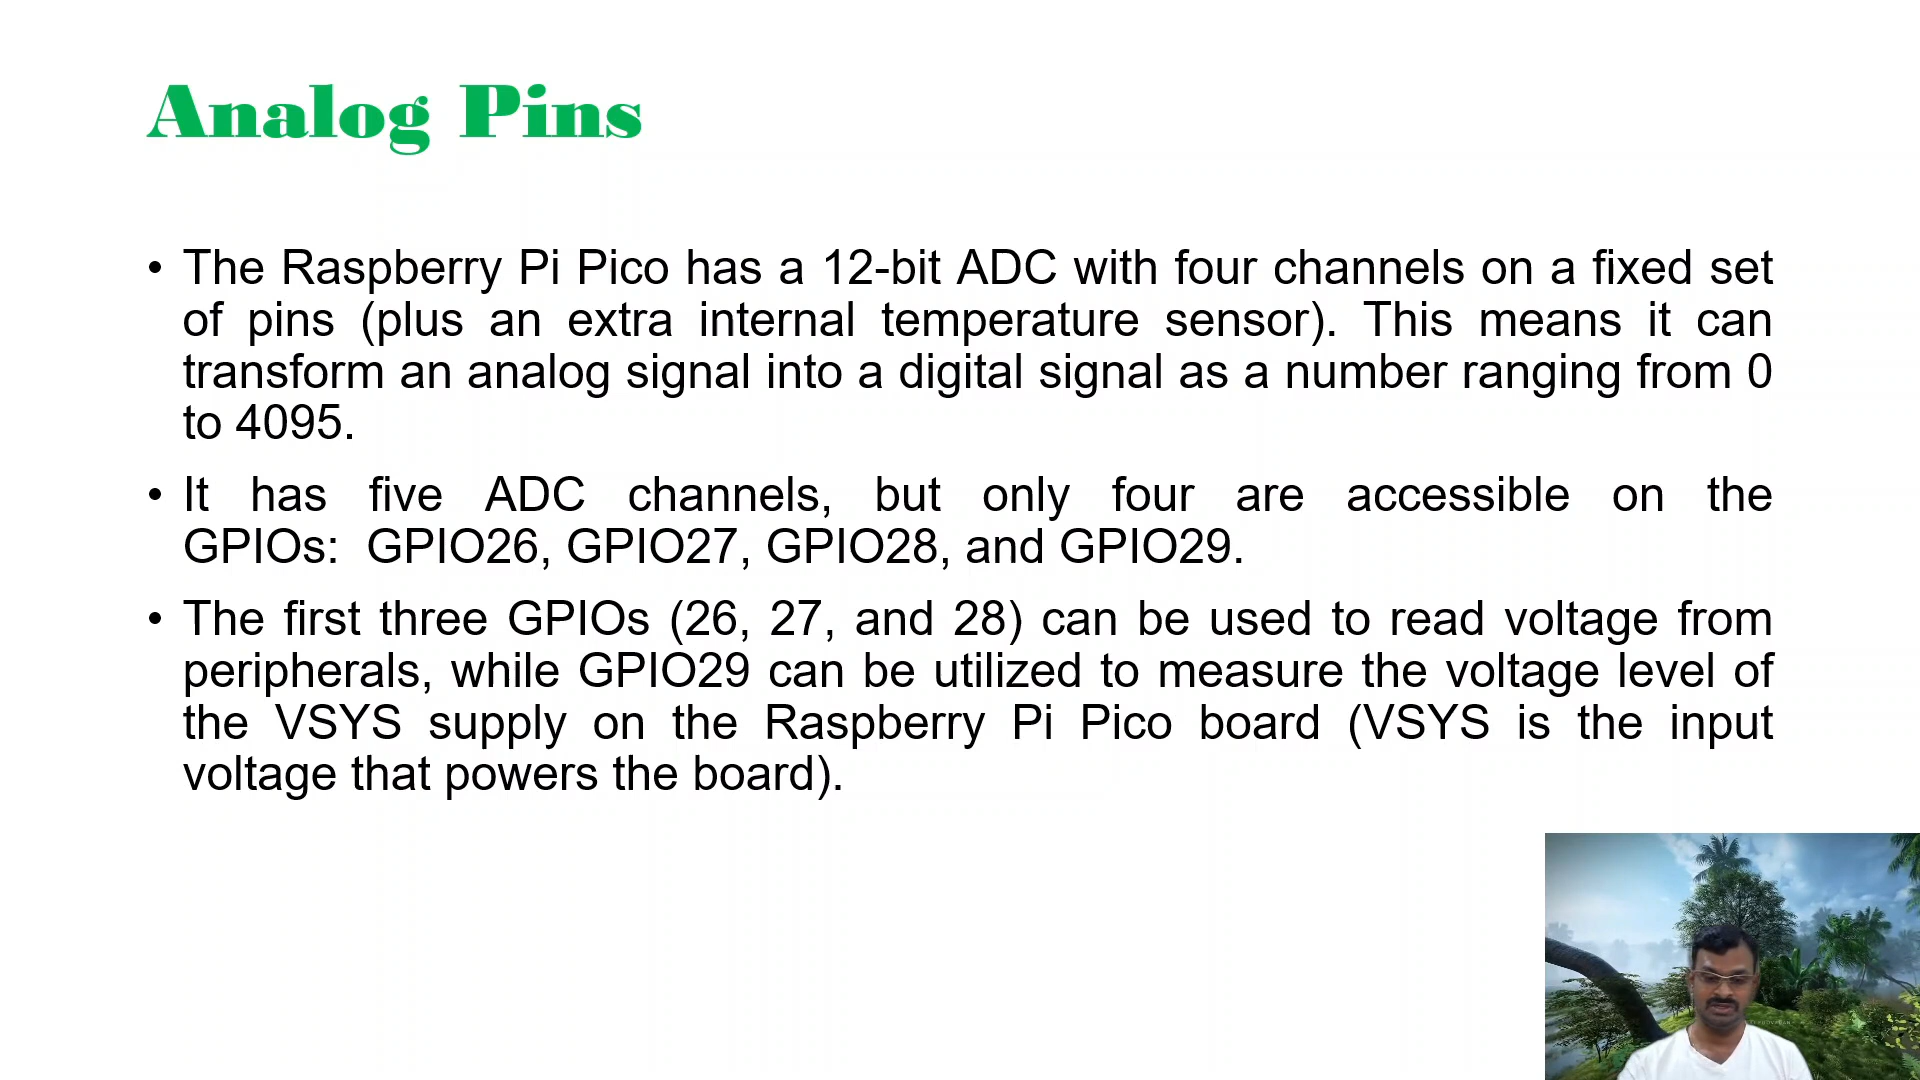 Analog Pins
• The Raspberry Pi Pico has a 12-bit ADC with four channels on a fixed set
of pins (plus an extra internal temperature sensor). This means it can
transform an analog signal into a digital signal as a number ranging from 0
to 4095.
• It has five ADC channels, but only four are accessible on the
GPIOs: GPIO26, GPIO27, GPIO28, and GPIO29.
• The first three GPIOs (26, 27, and 28) can be used to read voltage from
peripherals, while GPIO29 can be utilized to measure the voltage level of
the VSYS supply on the Raspberry Pi Pico board (VSYS is the input
voltage that powers the board).